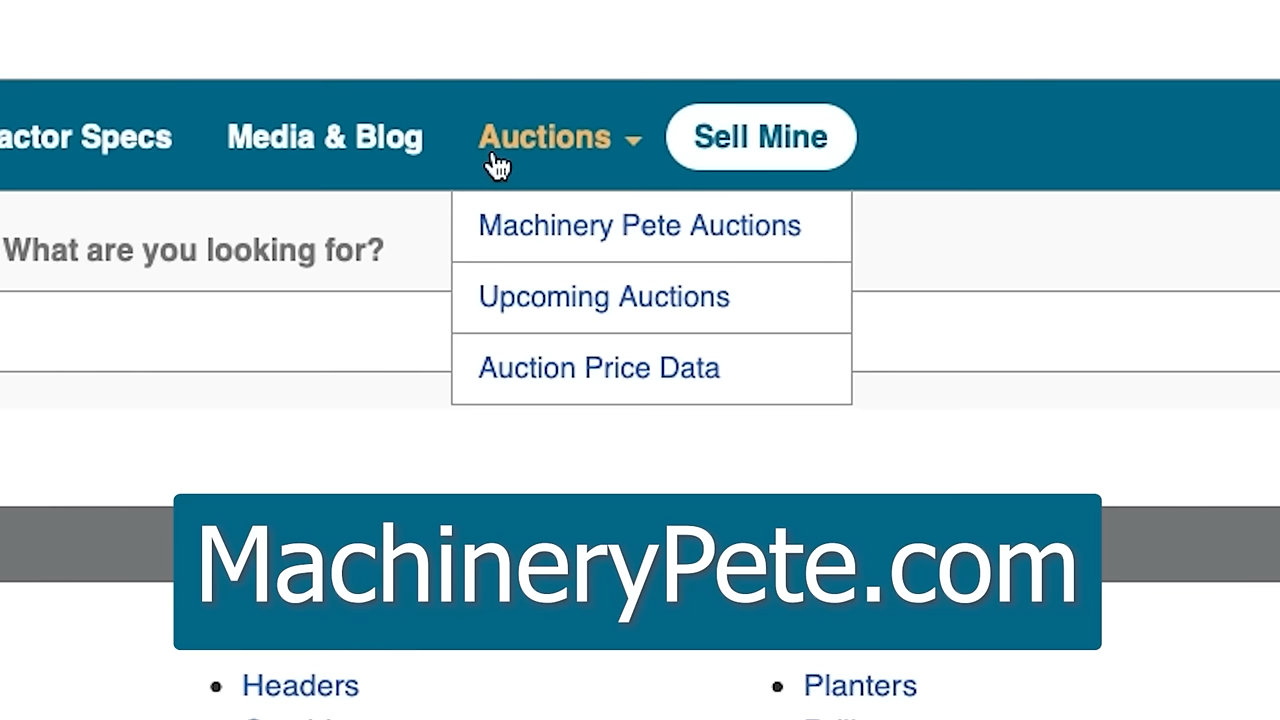 actor Specs Media & Blog Auctions Sell Mine
Machinery Pete Auctions
What are you looking for?
Upcoming Auctions
Auction Price Data
MachineryPete.com
Headers Planters